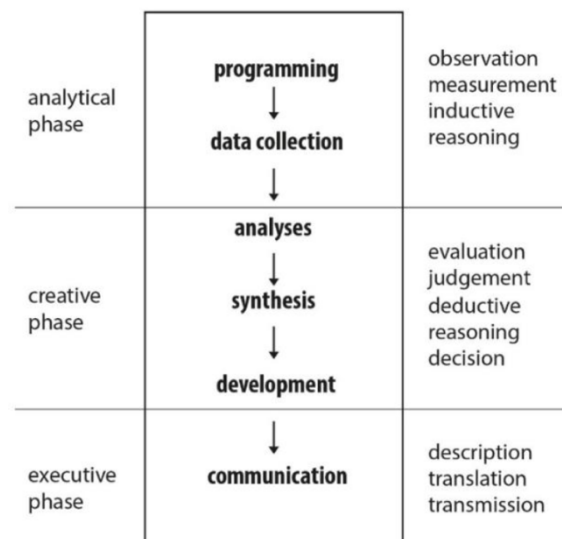 analytical
phase
programming
data collection
observation
measurement
inductive
reasoning
creative
phase
analyses
synthesis
development
evaluation
judgement
deductive
reasoning
decision
executive
phase
communication
description
translation
transmission